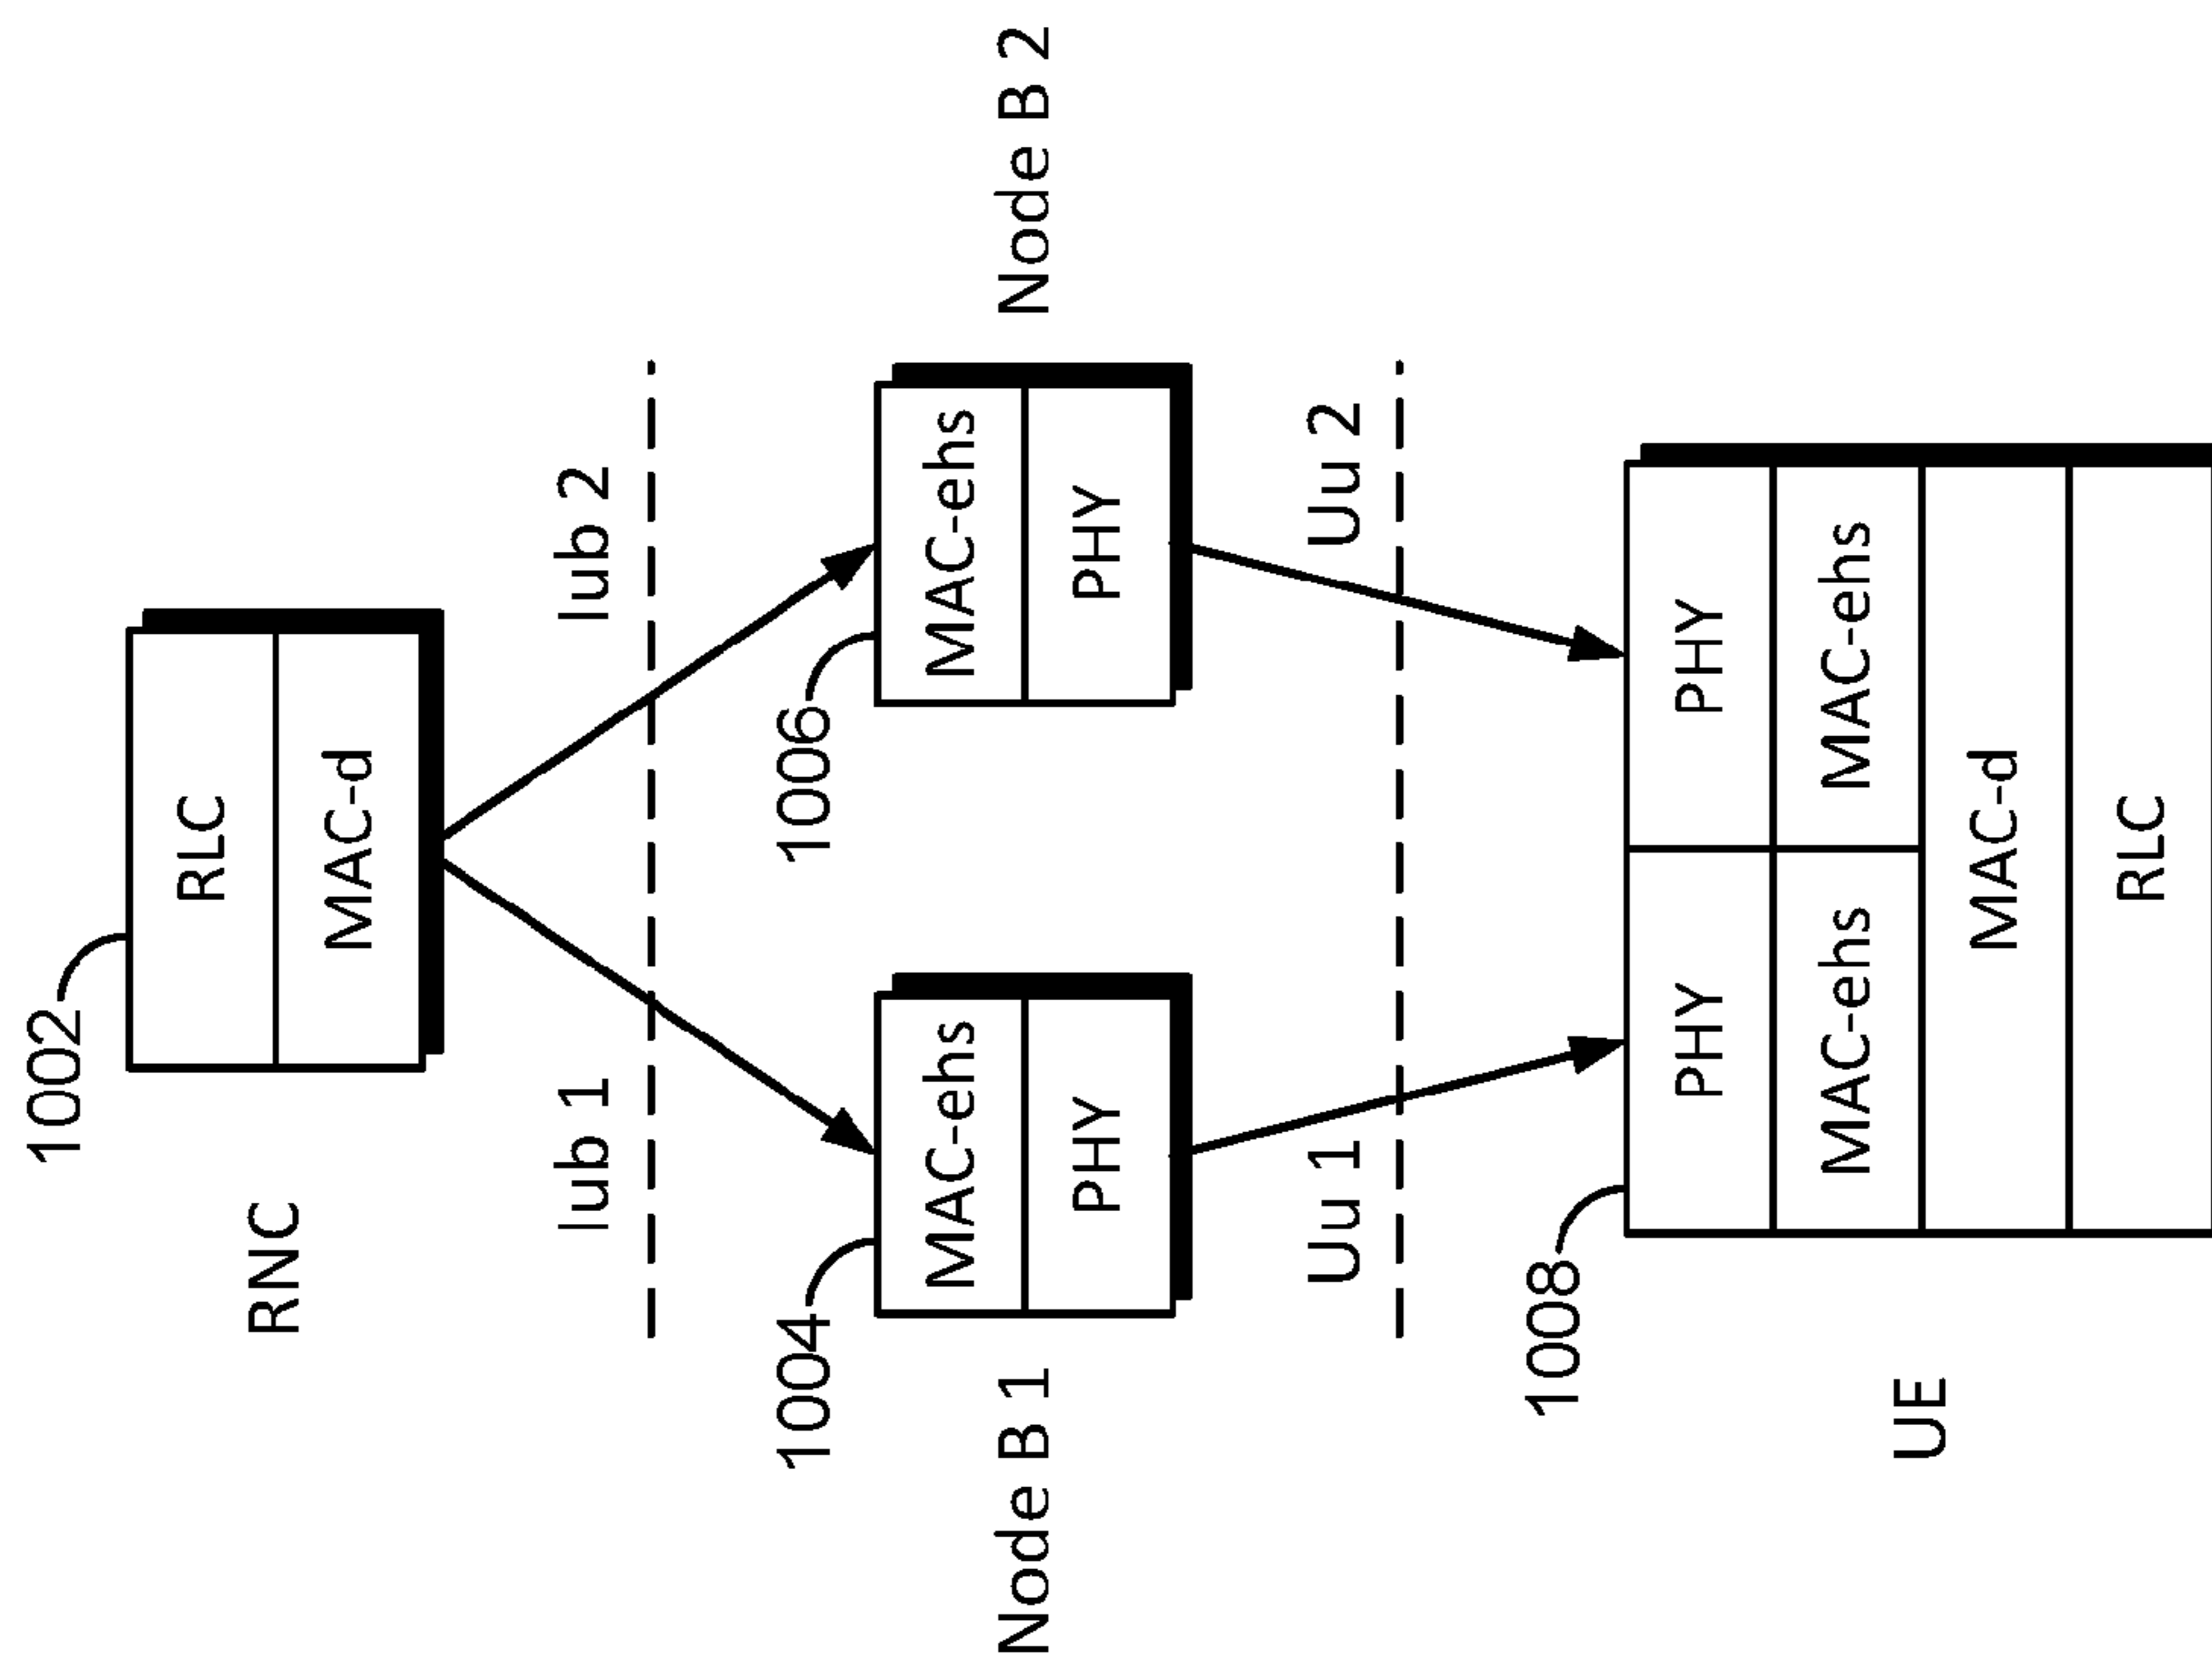 1002
RLC
RNC
MAC-d
Iub 1
Iub 2
1004
1006
MAC-ehs
MAC-ehs
Node B 1
Node B 2
PHY
PHY
Uu 1
Uu 2
1008
PHY
PHY
MAC-ehs
MAC-ehs
UE
MAC-d
RLC